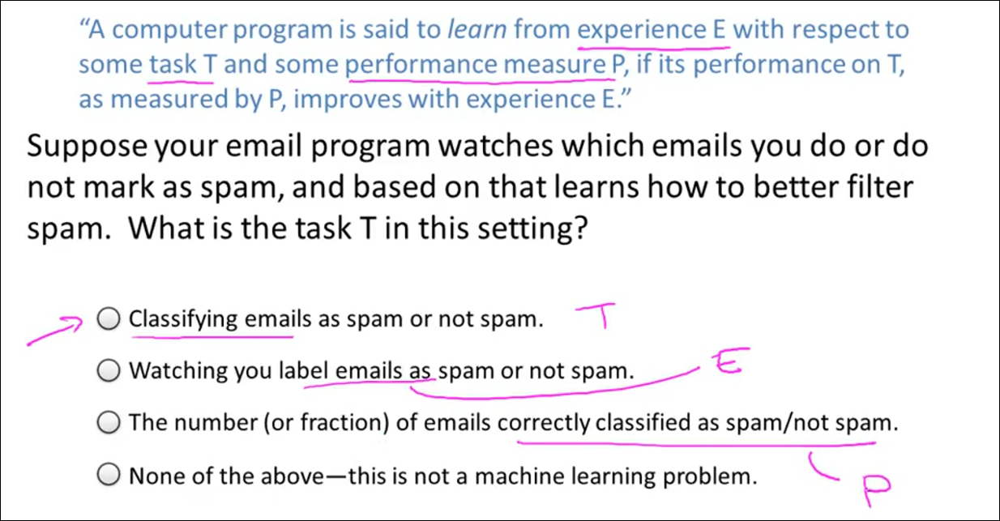 “A computer program is said to learn from experience E with respect to
some task T and some performance measure P, if its performance on T,
as measured by P, improves with experience E.”
Suppose your email program watches which emails you do or do
not mark as spam, and based on that learns how to better filter
spam.  What is the task T in this setting?
Classifying emails as spam or not spam. T
Watching you label emails as spam or not spam. E
The number (or fraction) of emails correctly classified as spam/not spam.
None of the above—this is not a machine learning problem. P